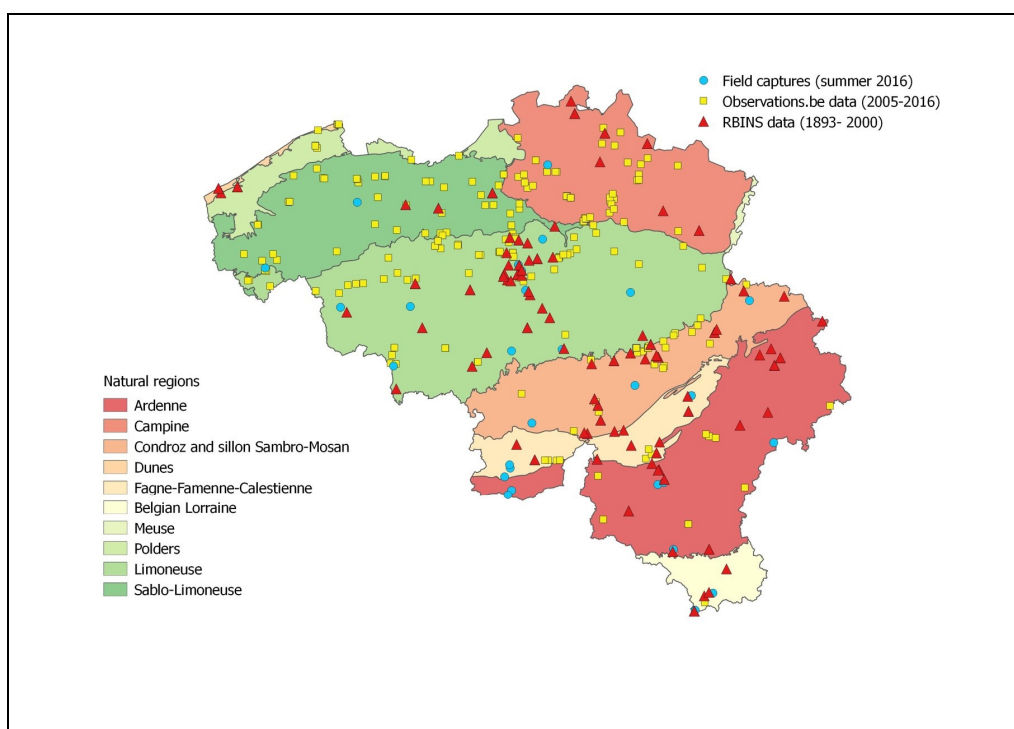 Field captures (summer 2016)
Observations.be data (2005-2016)
RBINS data (1893- 2000)
Natural regions
Ardenne
Campine
Condroz and sillon Sambro-Mosan
Dunes
Fagne-Famenne-Calestienne
Belgian Lorraine
Meuse
Polders
Limoneuse
Sablo-Limoneuse